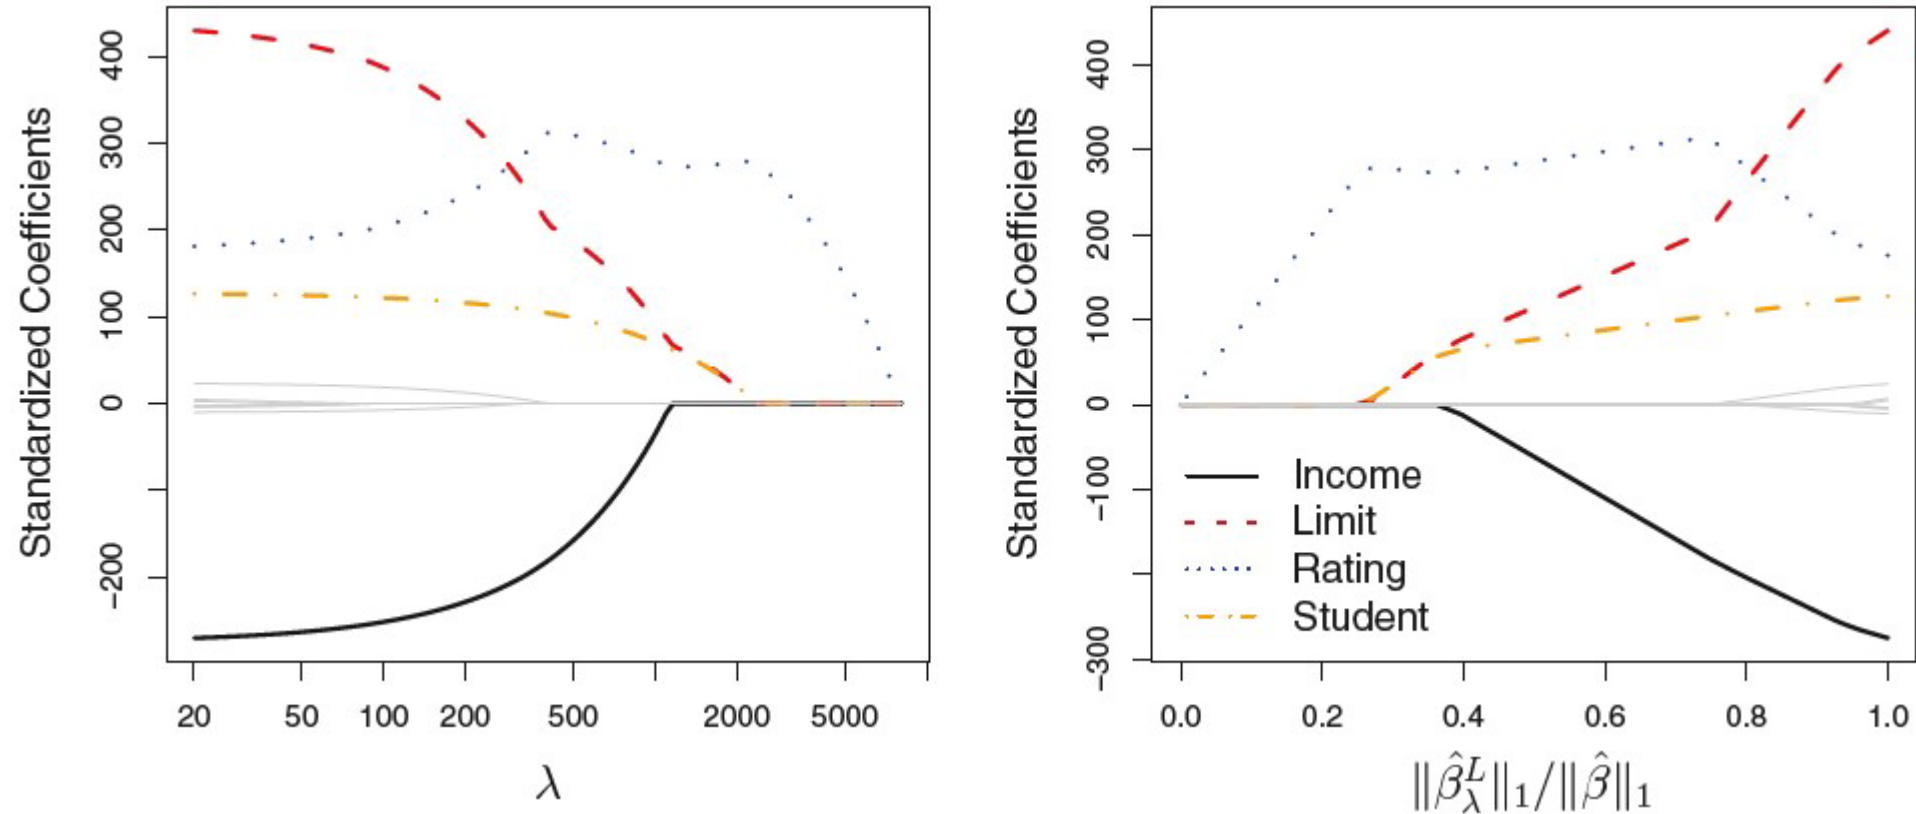 Standardized Coefficients
400
300
200
100
0
−200
20 50 100 200 500 2000 5000
λ
Standardized Coefficients
400
300
200
100
0
−100
−300
Income
Limit
Rating
Student
0.0 0.2 0.4 0.6 0.8 1.0
‖β̂ᴸλ‖₁/‖β̂‖₁